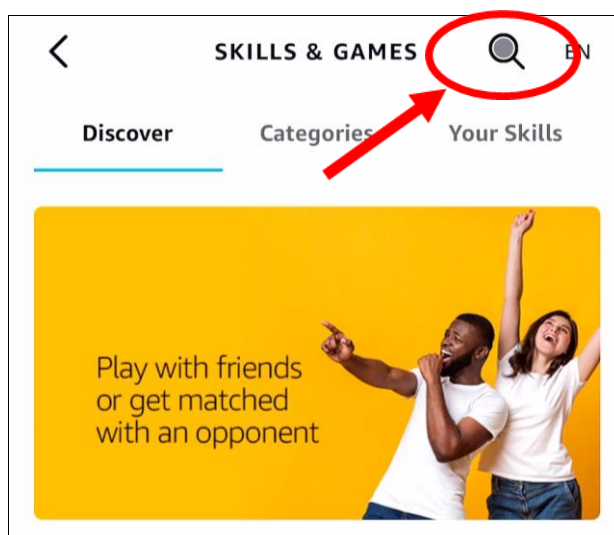 SKILLS & GAMES EN
Discover Categories Your Skills
Play with friends
or get matched
with an opponent